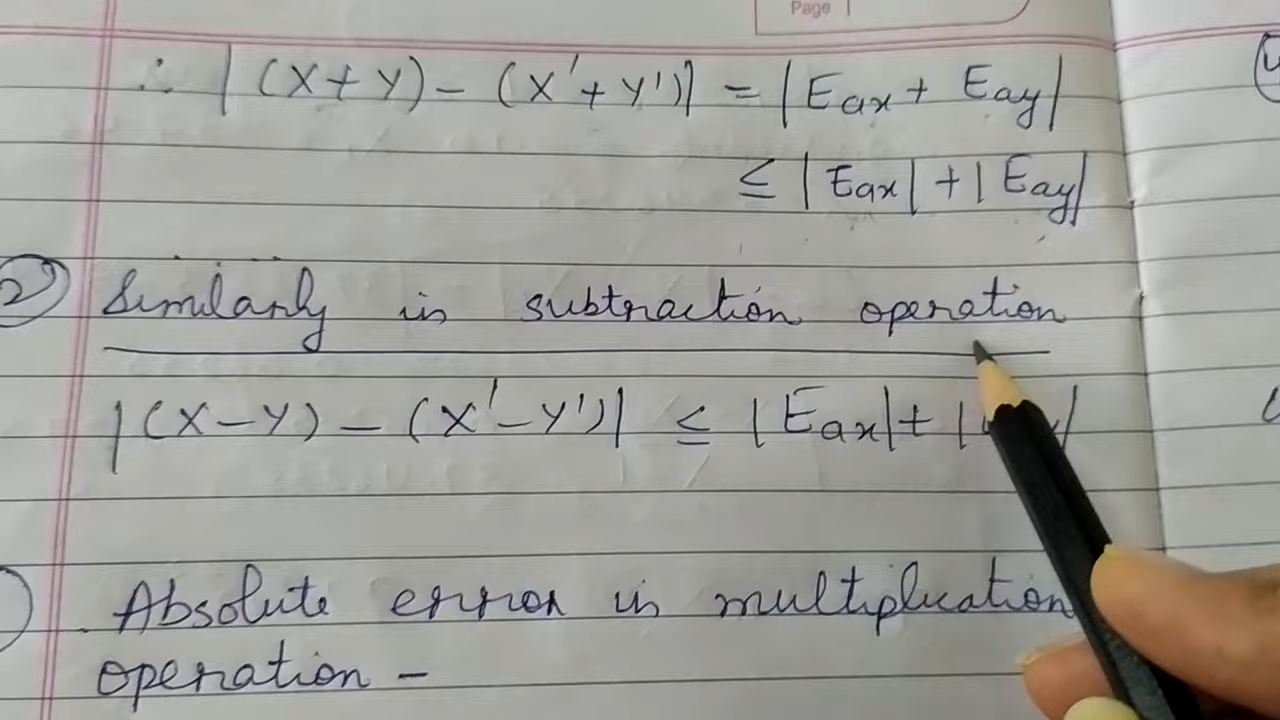 Page
∴ |(X+Y) - (X'+Y')| = |Eax + Eay|
≤ |Eax| + |Eay|
2) Similarly in subtraction operation
|(X-Y) - (X'-Y')| ≤ |Eax| + |
Absolute error in multiplication
operation -